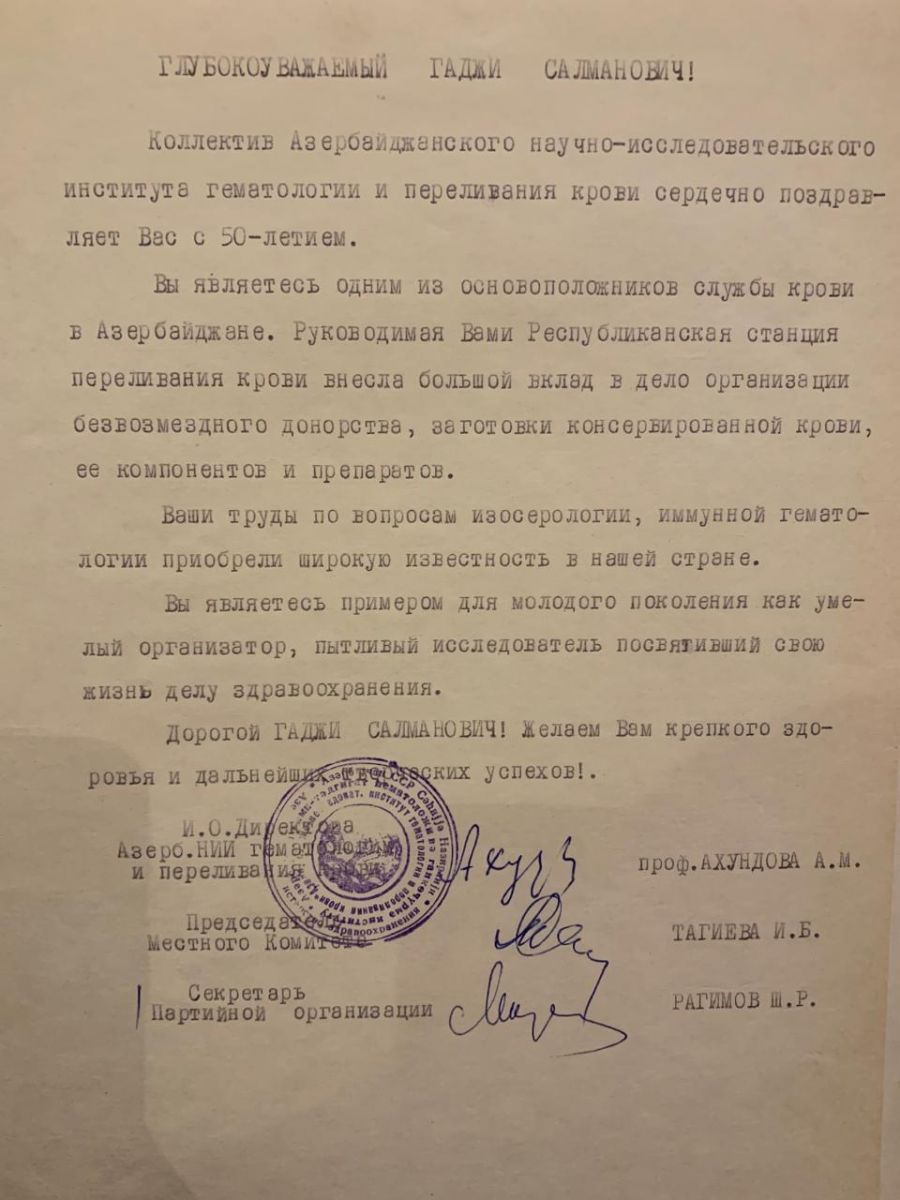 ГЛУБОКОУВАЖАЕМЫЙ ГАДЖИ САЛМАНОВИЧ!
Коллектив Азербайджанского научно-исследовательского
института гематологии и переливания крови сердечно поздрав-
ляет Вас с 50-летием.
Вы являетесь одним из основоположников службы крови
в Азербайджане. Руководимая Вами Республиканская станция
переливания крови внесла большой вклад в дело организации
безвозмездного донорства, заготовки консервированной крови,
ее компонентов и препаратов.
Ваши труды по вопросам изосерологии, иммунной гемато-
логии приобрели широкую известность в нашей стране.
Вы являетесь примером для молодого поколения как уме-
лый организатор, пытливый исследователь посвятивший свою
жизнь делу здравоохранения.
Дорогой ГАДЖИ САЛМАНОВИЧ! Желаем Вам крепкого здо-
ровья и дальнейших творческих успехов!.
И.О.Директора
Азерб.НИИ гематологии
и переливания крови
проф.АХУНДОВА А.М.
Председатель
Местного Комитета
ТАГИЕВА И.Б.
Секретарь
Партийной организации
РАГИМОВ Ш.Р.